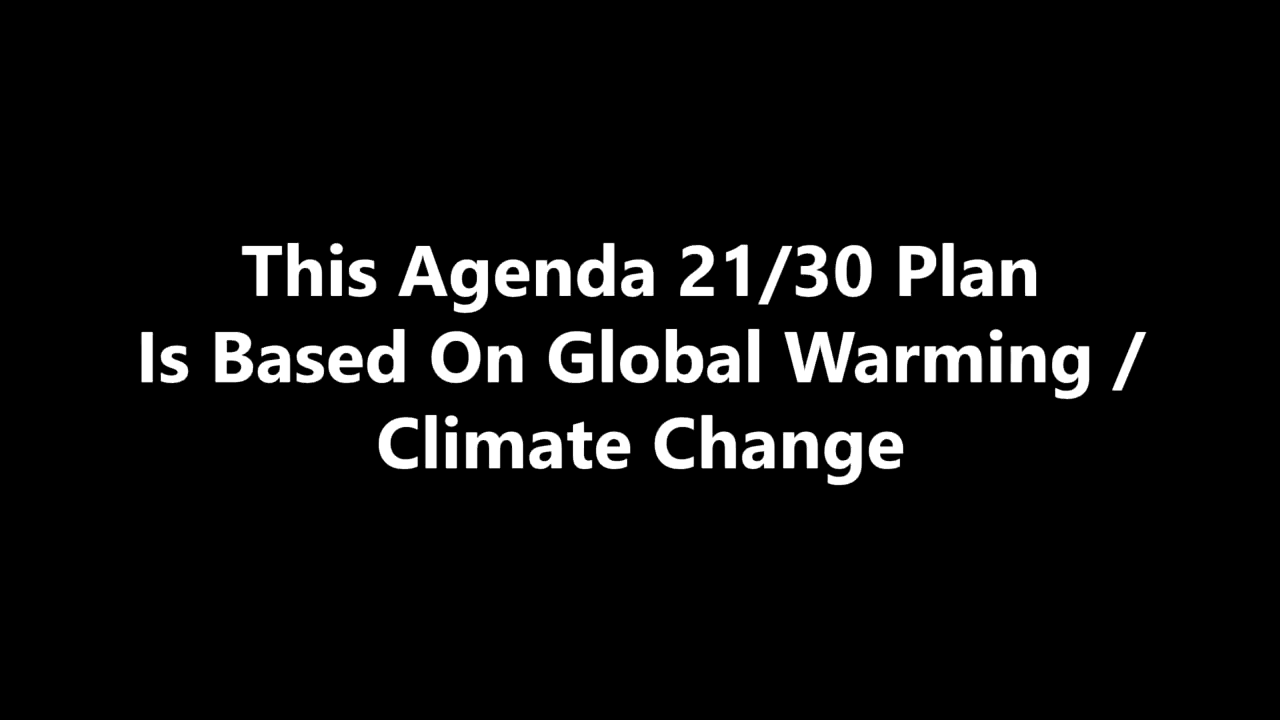 This Agenda 21/30 Plan
Is Based On Global Warming /
Climate Change